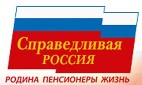 Справедливая
РОССИЯ
РОДИНА ПЕНСИОНЕРЫ ЖИЗНЬ